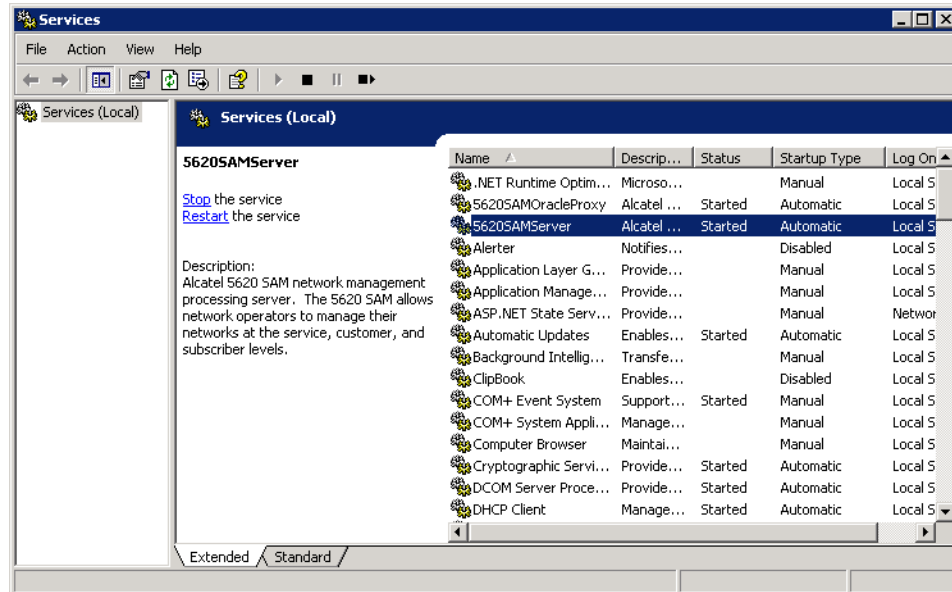 Services
File Action View Help
Services (Local)
Services (Local)
5620SAMServer
Stop the service
Restart the service
Description:
Alcatel 5620 SAM network management
processing server. The 5620 SAM allows
network operators to manage their
networks at the service, customer, and
subscriber levels.
Name Descrip... Status Startup Type Log On
.NET Runtime Optim... Microso... Manual Local S
5620SAMOracleProxy Alcatel ... Started Automatic Local S
5620SAMServer Alcatel ... Started Automatic Local S
Alerter Notifies... Disabled Local S
Application Layer G... Provide... Manual Local S
Application Manage... Provide... Manual Local S
ASP.NET State Serv... Provide... Manual Networ
Automatic Updates Enables... Started Automatic Local S
Background Intellig... Transfe... Manual Local S
ClipBook Enables... Disabled Local S
COM+ Event System Support... Started Manual Local S
COM+ System Appli... Manage... Manual Local S
Computer Browser Maintai... Manual Local S
Cryptographic Servi... Provide... Started Automatic Local S
DCOM Server Proce... Provide... Started Automatic Local S
DHCP Client Manage... Started Automatic Local S
Extended Standard